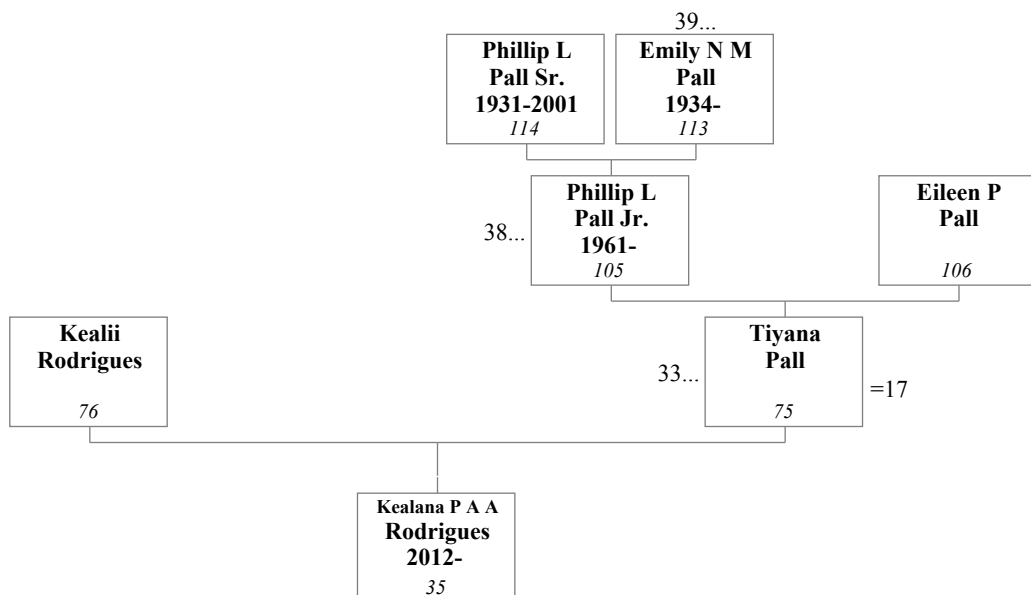 39...
Phillip L
Pall Sr.
1931-2001
114
Emily N M
Pall
1934-
113
38...
Phillip L
Pall Jr.
1961-
105
Eileen P
Pall
106
Kealii
Rodrigues
76
33...
Tiyana
Pall
75
=17
Kealana P A A
Rodrigues
2012-
35